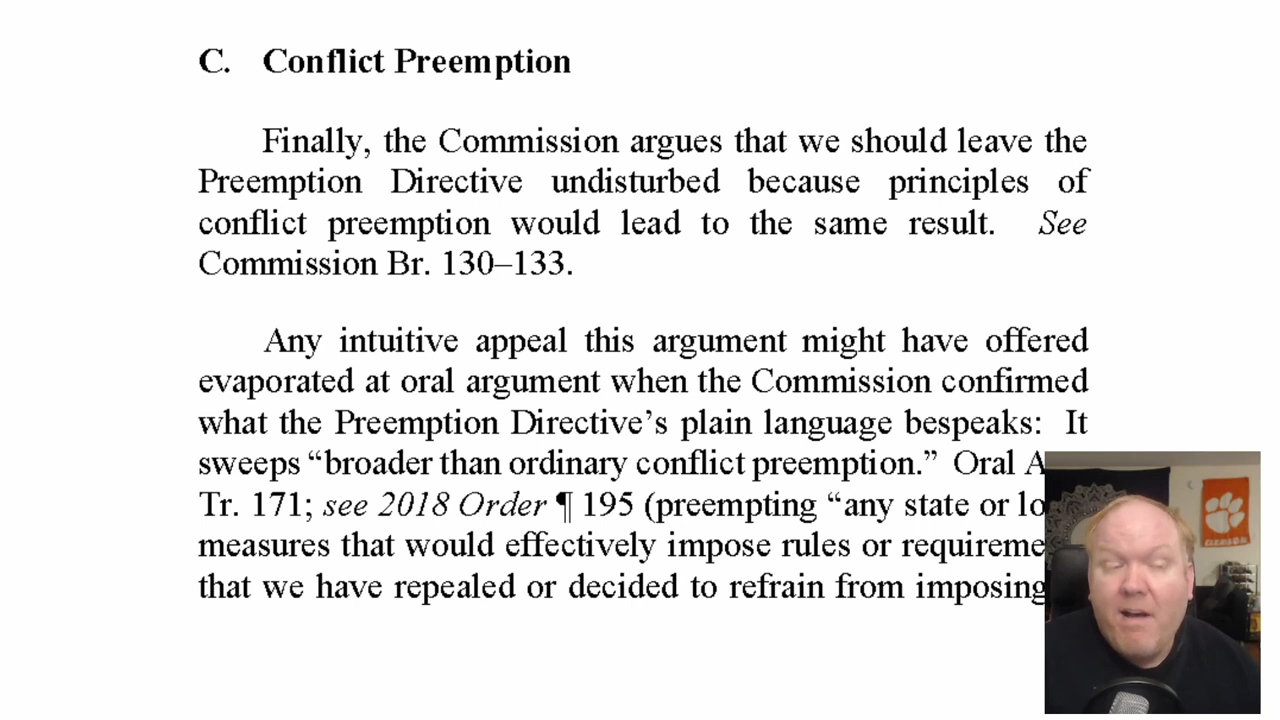 C. Conflict Preemption
Finally, the Commission argues that we should leave the
Preemption Directive undisturbed because principles of
conflict preemption would lead to the same result. See
Commission Br. 130–133.
Any intuitive appeal this argument might have offered
evaporated at oral argument when the Commission confirmed
what the Preemption Directive’s plain language bespeaks: It
sweeps “broader than ordinary conflict preemption.” Oral
Tr. 171; see 2018 Order ¶ 195 (preempting “any state or
measures that would effectively impose rules or
that we have repealed or decided to refrain from imposing
CLEMSON